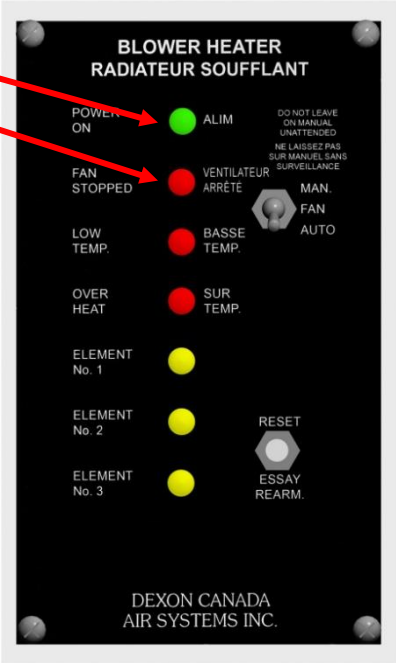 BLOWER HEATER
RADIATEUR SOUFFLANT
POWER
ON
ALIM
DO NOT LEAVE
ON MANUAL
UNATTENDED
NE LAISSEZ PAS
SUR MANUEL SANS
SURVEILLANCE
FAN
STOPPED
VENTILATEUR
ARRÊTÉ
MAN.
FAN
AUTO
LOW
TEMP.
BASSE
TEMP.
OVER
HEAT
SUR
TEMP.
ELEMENT
No. 1
ELEMENT
No. 2
RESET
ELEMENT
No. 3
ESSAY
REARM.
DEXON CANADA
AIR SYSTEMS INC.